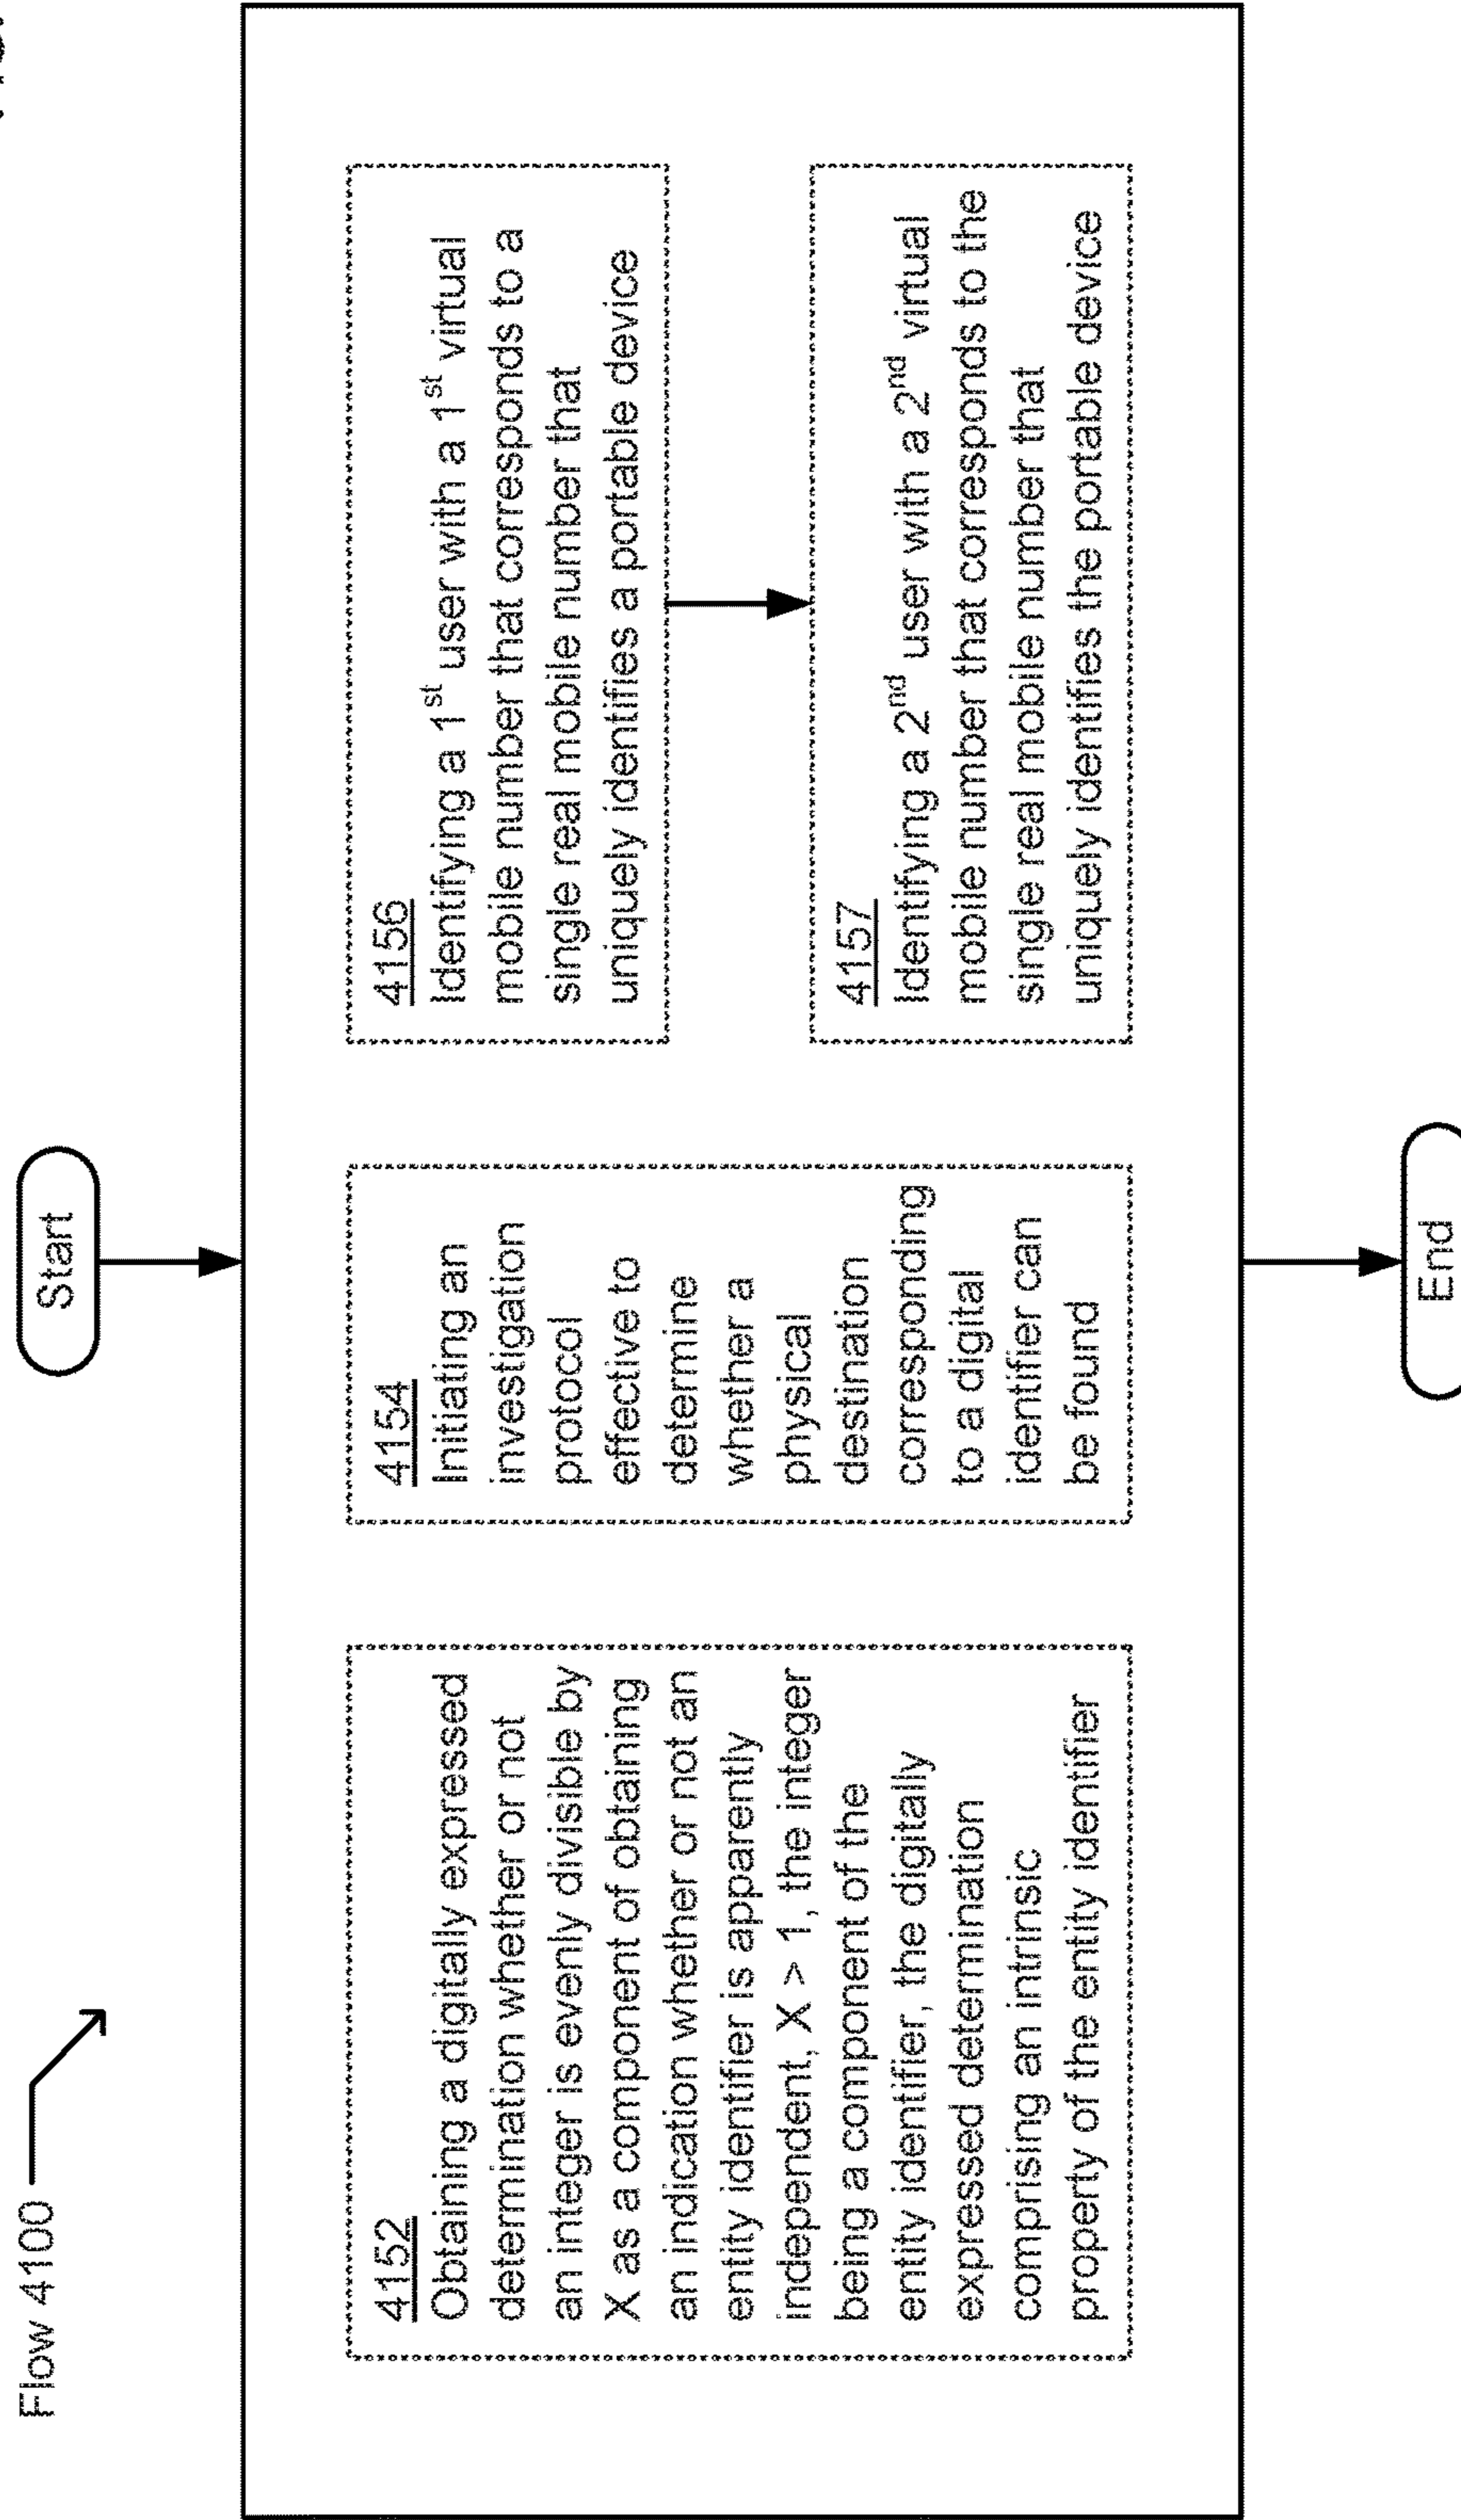 Flow 4100
Start
4152
Obtaining a digitally expressed
determination whether or not
an integer is evenly divisible by
X as a component of obtaining
an indication whether or not an
entity identifier is apparently
independent, X > 1, the integer
being a component of the
entity identifier, the digitally
expressed determination
comprising an intrinsic
property of the entity identifier
4154
Initiating an
investigation
protocol
effective to
determine
whether a
physical
destination
corresponding
to a digital
identifier can
be found
4156
Identifying a 1st user with a 1st virtual
mobile number that corresponds to a
single real mobile number that
uniquely identifies a portable device
4157
Identifying a 2nd user with a 2nd virtual
mobile number that corresponds to the
single real mobile number that
uniquely identifies the portable device
End